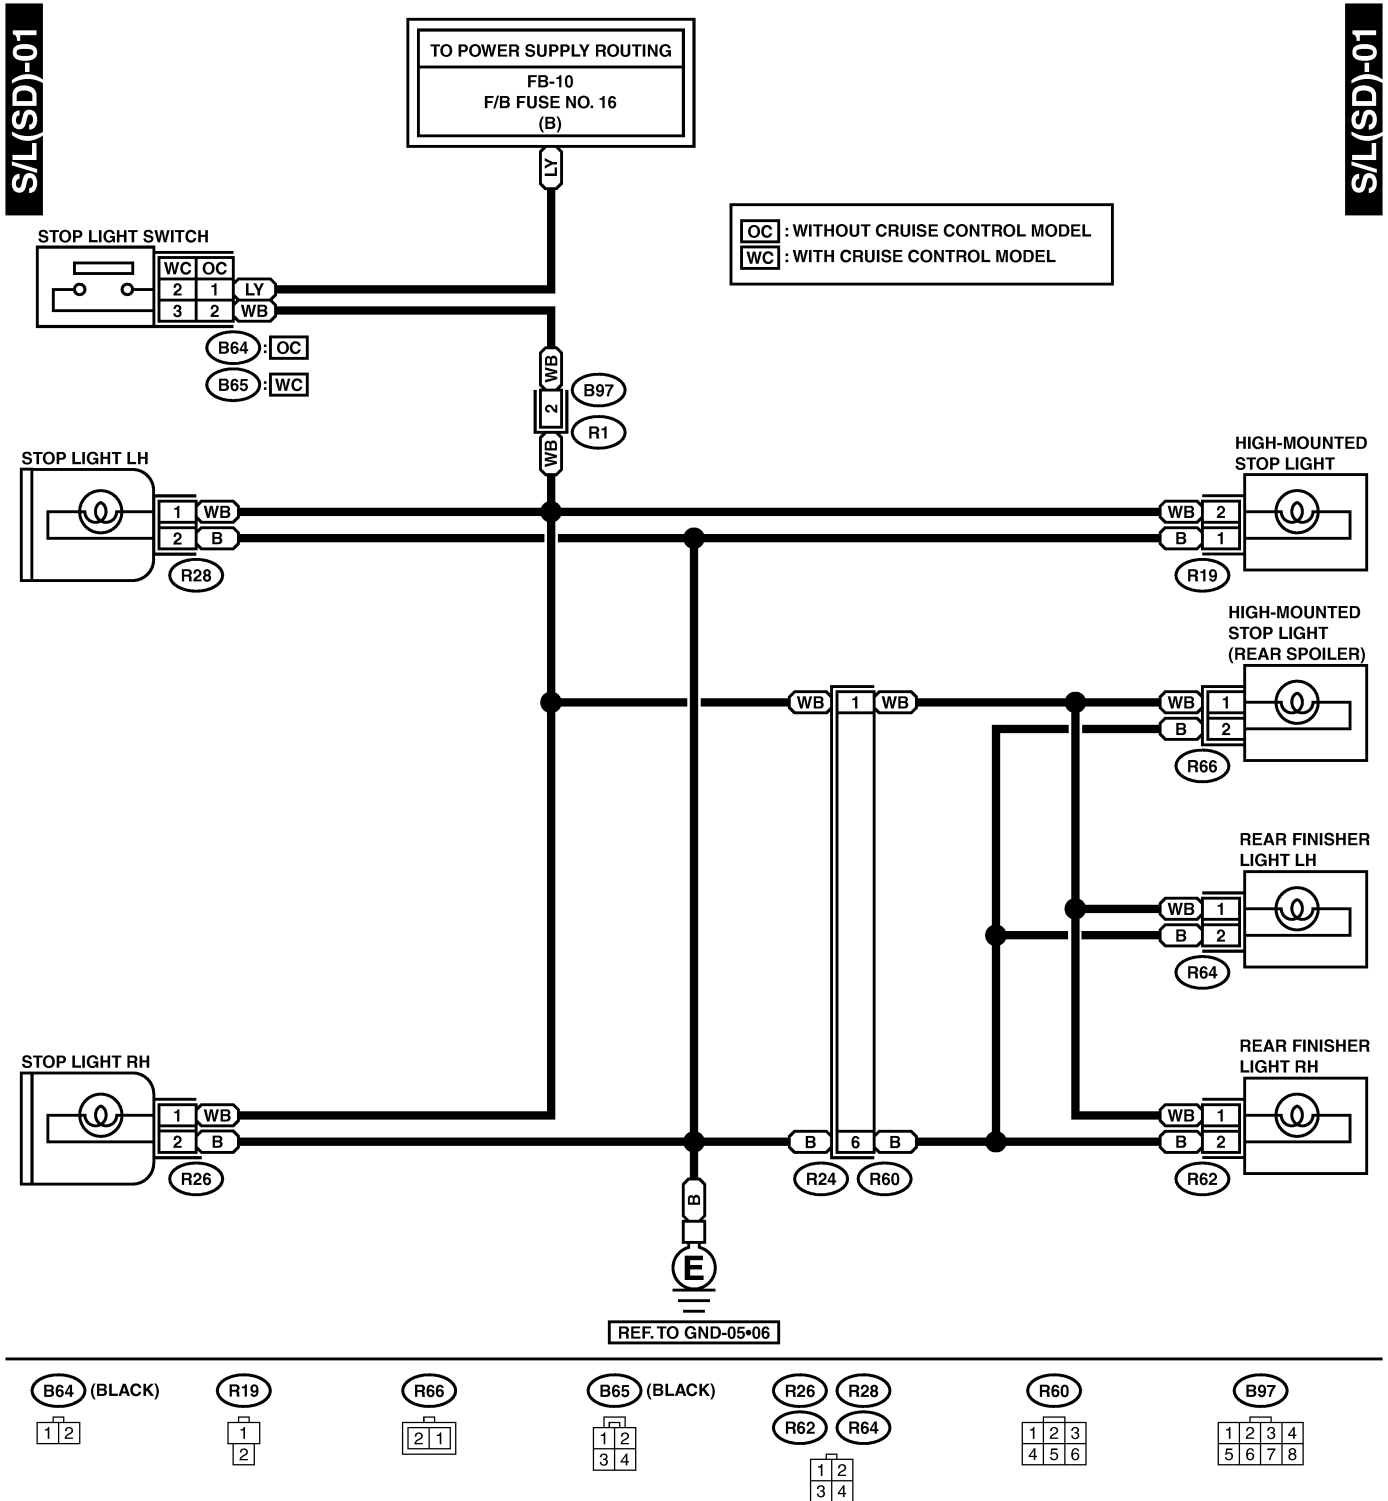 S/L(SD)-01
S/L(SD)-01
TO POWER SUPPLY ROUTING
FB-10
F/B FUSE NO. 16
(B)
LY
OC : WITHOUT CRUISE CONTROL MODEL
WC : WITH CRUISE CONTROL MODEL
STOP LIGHT SWITCH
WC OC
2 1 LY
3 2 WB
B64 : OC
B65 : WC
WB
B97
2
R1
WB
STOP LIGHT LH
1 WB
2 B
R28
HIGH-MOUNTED
STOP LIGHT
WB 2
B 1
R19
HIGH-MOUNTED
STOP LIGHT
(REAR SPOILER)
WB 1 WB
WB 1
B 2
R66
REAR FINISHER
LIGHT LH
WB 1
B 2
R64
STOP LIGHT RH
1 WB
2 B
R26
B 6 B
R24 R60
REAR FINISHER
LIGHT RH
WB 1
B 2
R62
B
E
REF. TO GND-05•06
B64 (BLACK)
1 2
R19
1
2
R66
2 1
B65 (BLACK)
1 2
3 4
R26 R28
R62 R64
1 2
3 4
R60
1 2 3
4 5 6
B97
1 2 3 4
5 6 7 8